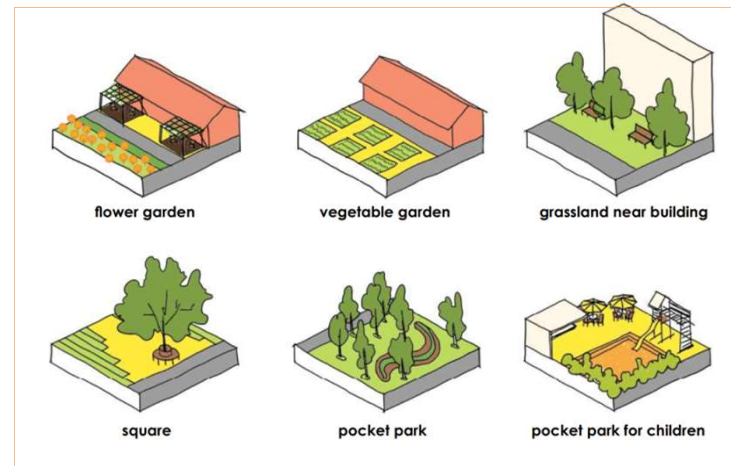 flower garden
vegetable garden
grassland near building
square
pocket park
pocket park for children